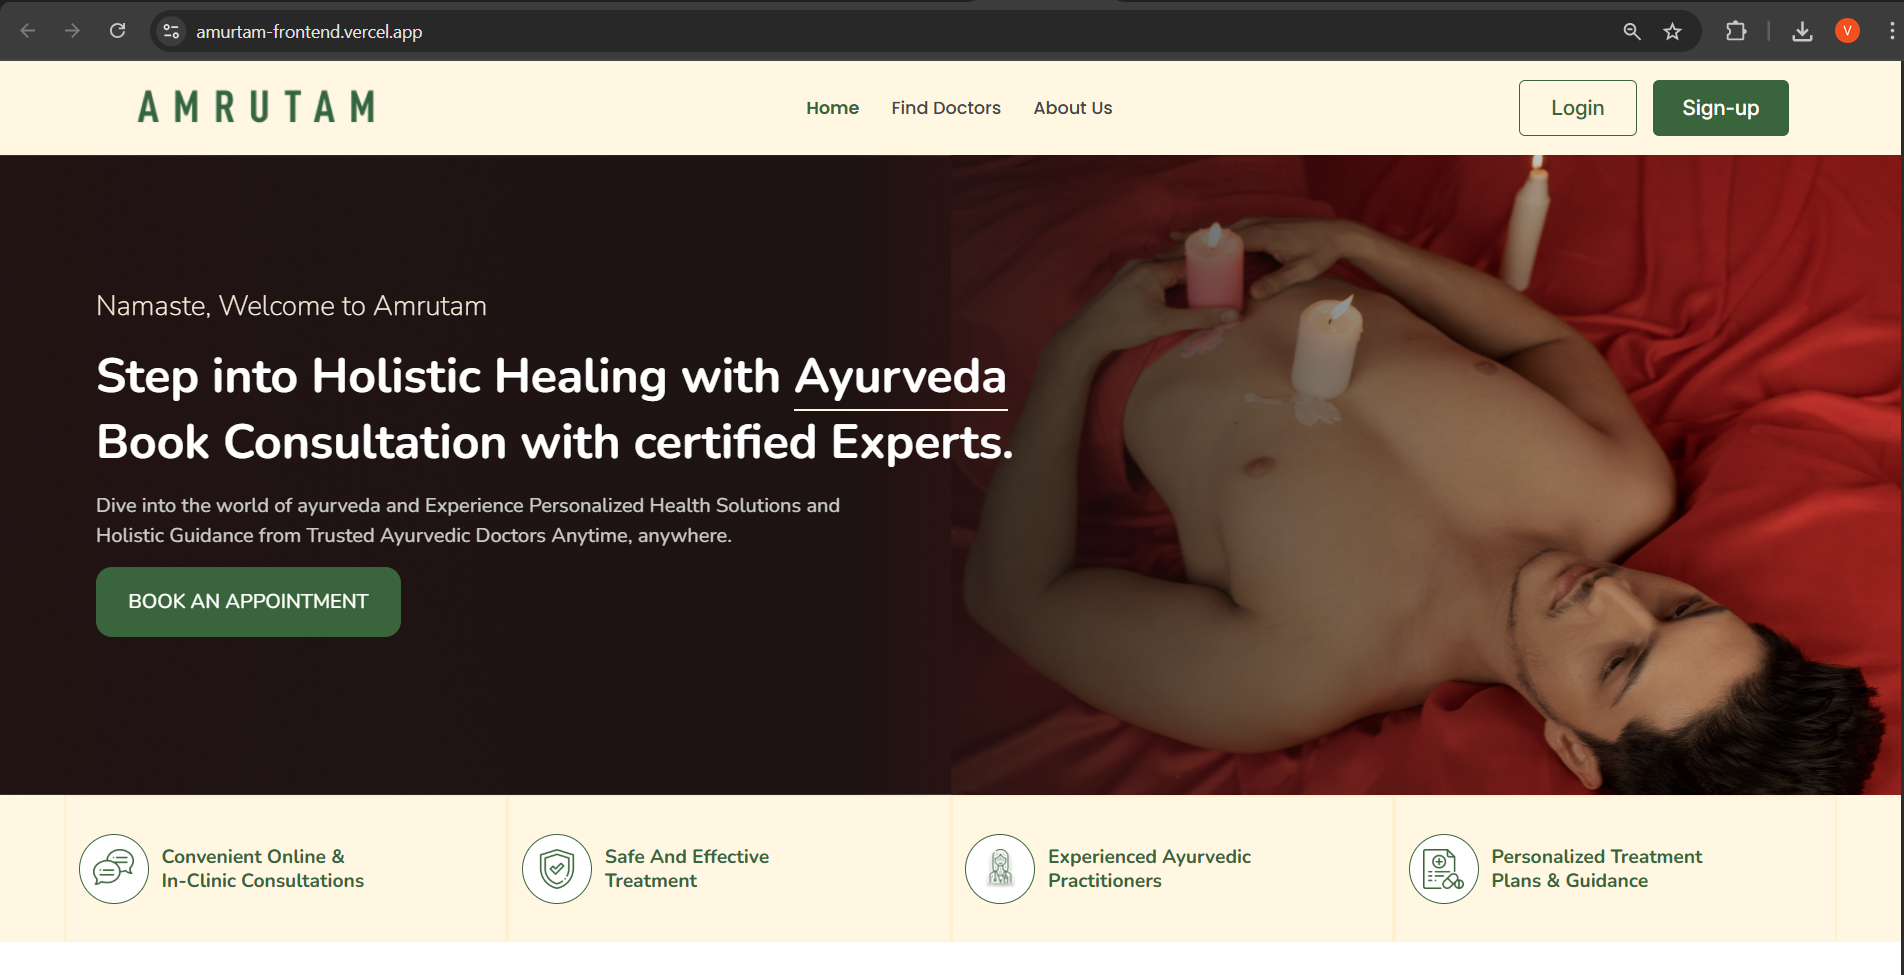 amurtam-frontend.vercel.app
V
AMRUTAM
Home
Find Doctors
About Us
Login
Sign-up
Namaste, Welcome to Amrutam
Step into Holistic Healing with Ayurveda
Book Consultation with certified Experts.
Dive into the world of ayurveda and Experience Personalized Health Solutions and
Holistic Guidance from Trusted Ayurvedic Doctors Anytime, anywhere.
BOOK AN APPOINTMENT
Convenient Online &
In-Clinic Consultations
Safe And Effective
Treatment
Experienced Ayurvedic
Practitioners
Personalized Treatment
Plans & Guidance